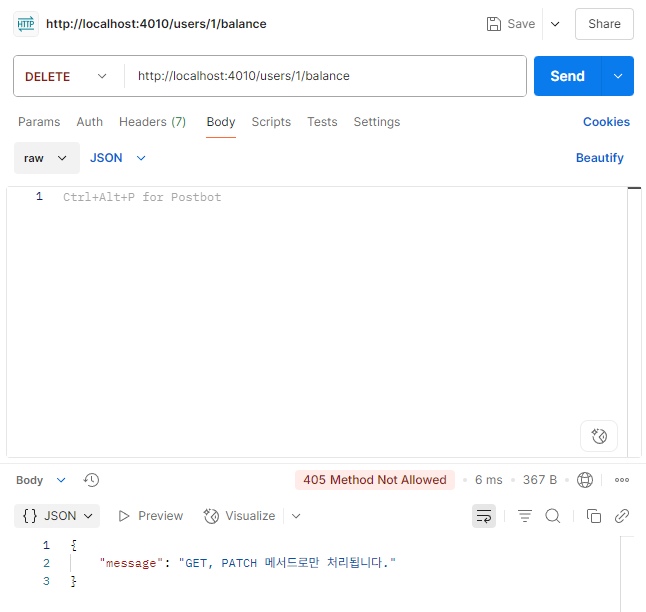 HTTP http://localhost:4010/users/1/balance Save Share
DELETE http://localhost:4010/users/1/balance Send
Params Auth Headers (7) Body Scripts Tests Settings Cookies
raw JSON Beautify
1 Ctrl+Alt+P for Postbot
Body 405 Method Not Allowed 6 ms 367 B
{} JSON Preview Visualize
1 {
2 "message": "GET, PATCH 메서드로만 처리됩니다."
3 }